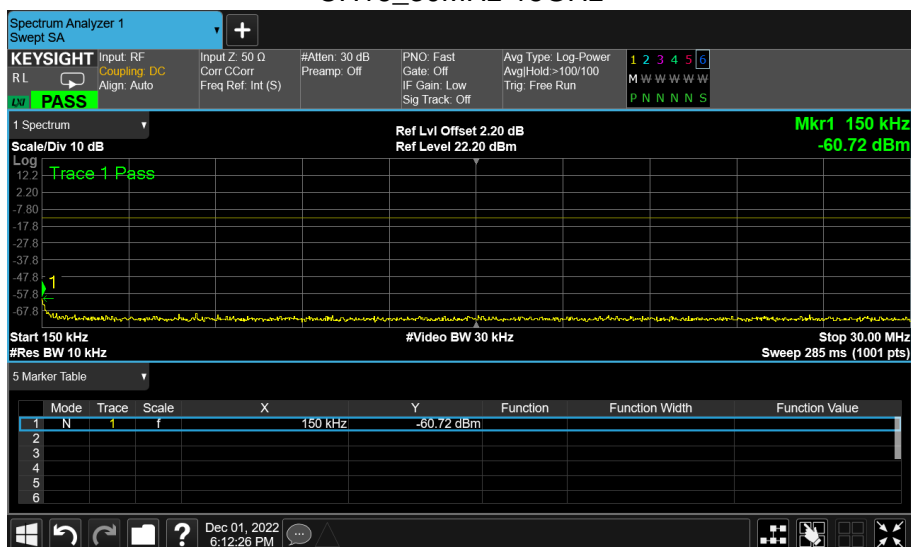 Spectrum Analyzer 1
Swept SA
+
KEYSIGHT
RL
LXI
PASS
Input: RF
Coupling: DC
Align: Auto
Input Z: 50 Ω
Corr CCorr
Freq Ref: Int (S)
#Atten: 30 dB
Preamp: Off
PNO: Fast
Gate: Off
IF Gain: Low
Sig Track: Off
Avg Type: Log-Power
Avg|Hold:>100/100
Trig: Free Run
1 2 3 4 5 6
M W W W W W
P N N N N S
1 Spectrum
Scale/Div 10 dB
Ref Lvl Offset 2.20 dB
Ref Level 22.20 dBm
Mkr1 150 kHz
-60.72 dBm
Log
Trace 1 Pass
12.2
2.20
-7.80
-17.8
-27.8
-37.8
-47.8
1
-57.8
-67.8
Start 150 kHz
#Video BW 30 kHz
Stop 30.00 MHz
#Res BW 10 kHz
Sweep 285 ms (1001 pts)
5 Marker Table
Mode Trace Scale X Y Function Function Width Function Value
1 N 1 f 150 kHz -60.72 dBm
2
3
4
5
6
?
Dec 01, 2022
6:12:26 PM